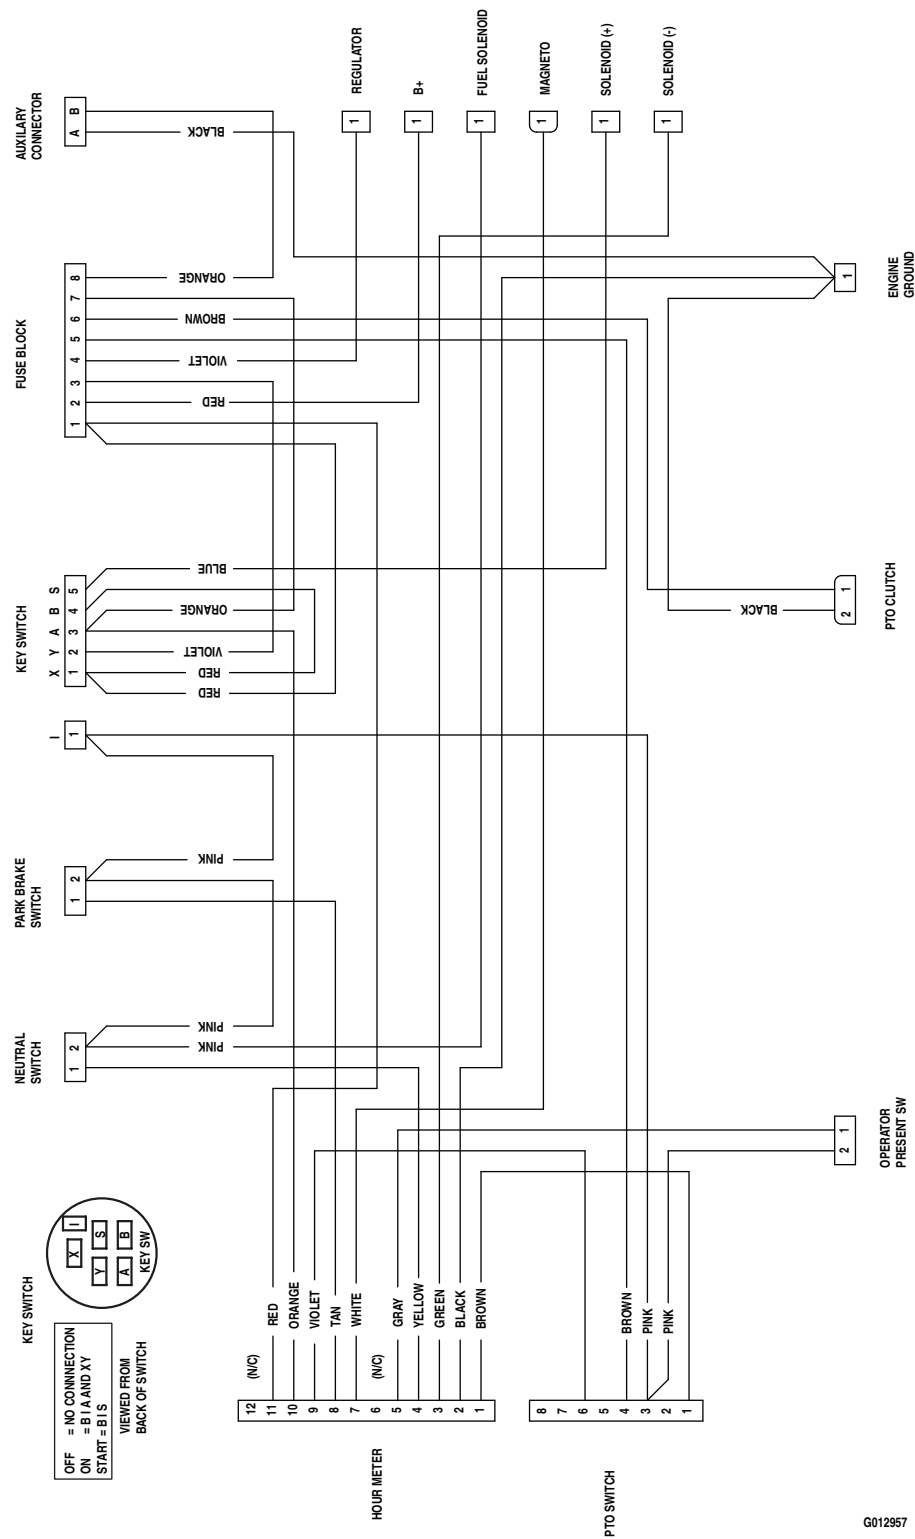 KEY SWITCH
OFF = NO CONNNECTION
ON = B I A AND XY
START = B I S
VIEWED FROM
BACK OF SWITCH
X
I
Y
S
A
B
KEY SW
NEUTRAL
SWITCH
1 2
PINK
PINK
PARK BRAKE
SWITCH
1 2
PINK
I
1
KEY SWITCH
X Y A B S
1 2 3 4 5
RED
RED
VIOLET
ORANGE
BLUE
FUSE BLOCK
1 2 3 4 5 6 7 8
RED
VIOLET
BROWN
ORANGE
AUXILARY
CONNECTOR
A B
BLACK
HOUR METER
12 (N/C)
11 RED
10 ORANGE
9 VIOLET
8 TAN
7 WHITE
6 (N/C)
5 GRAY
4 YELLOW
3 GREEN
2 BLACK
1 BROWN
PTO SWITCH
8
7
6
5
4 BROWN
3 PINK
2 PINK
1
1 REGULATOR
1 B+
1 FUEL SOLENOID
1 MAGNETO
1 SOLENOID (+)
1 SOLENOID (-)
2 1
OPERATOR
PRESENT SW
BLACK
2 1
PTO CLUTCH
1
ENGINE
GROUND
G012957